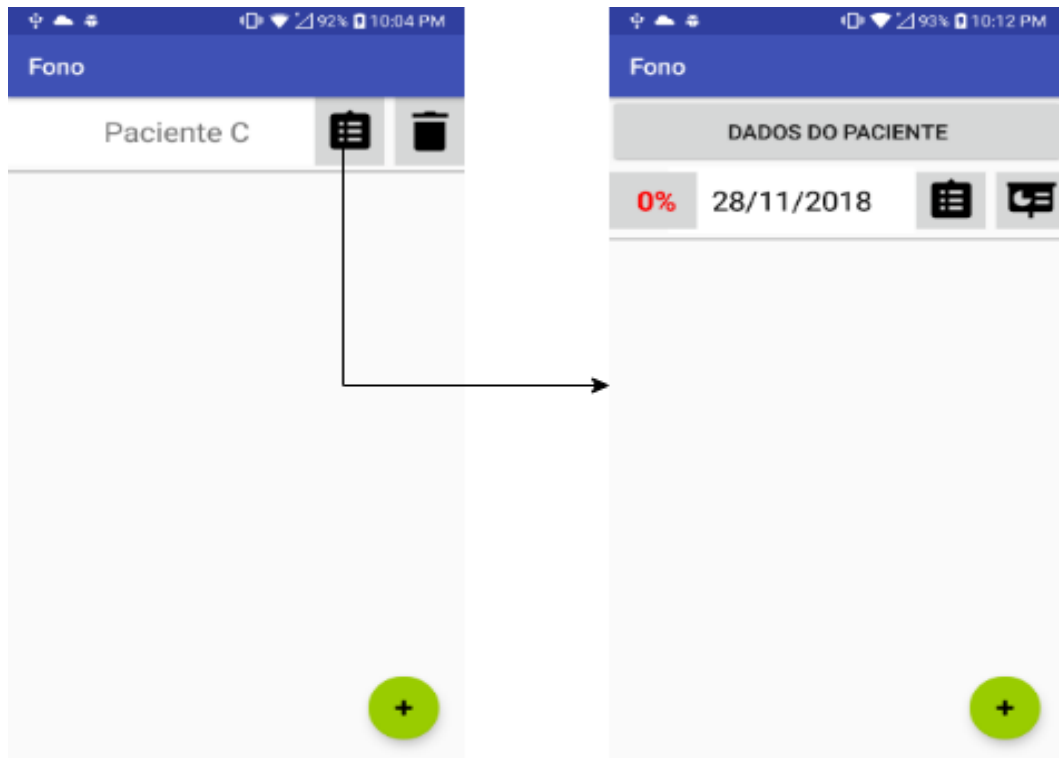 92% 10:04 PM
Fono
Paciente C
+
93% 10:12 PM
Fono
DADOS DO PACIENTE
0% 28/11/2018
+